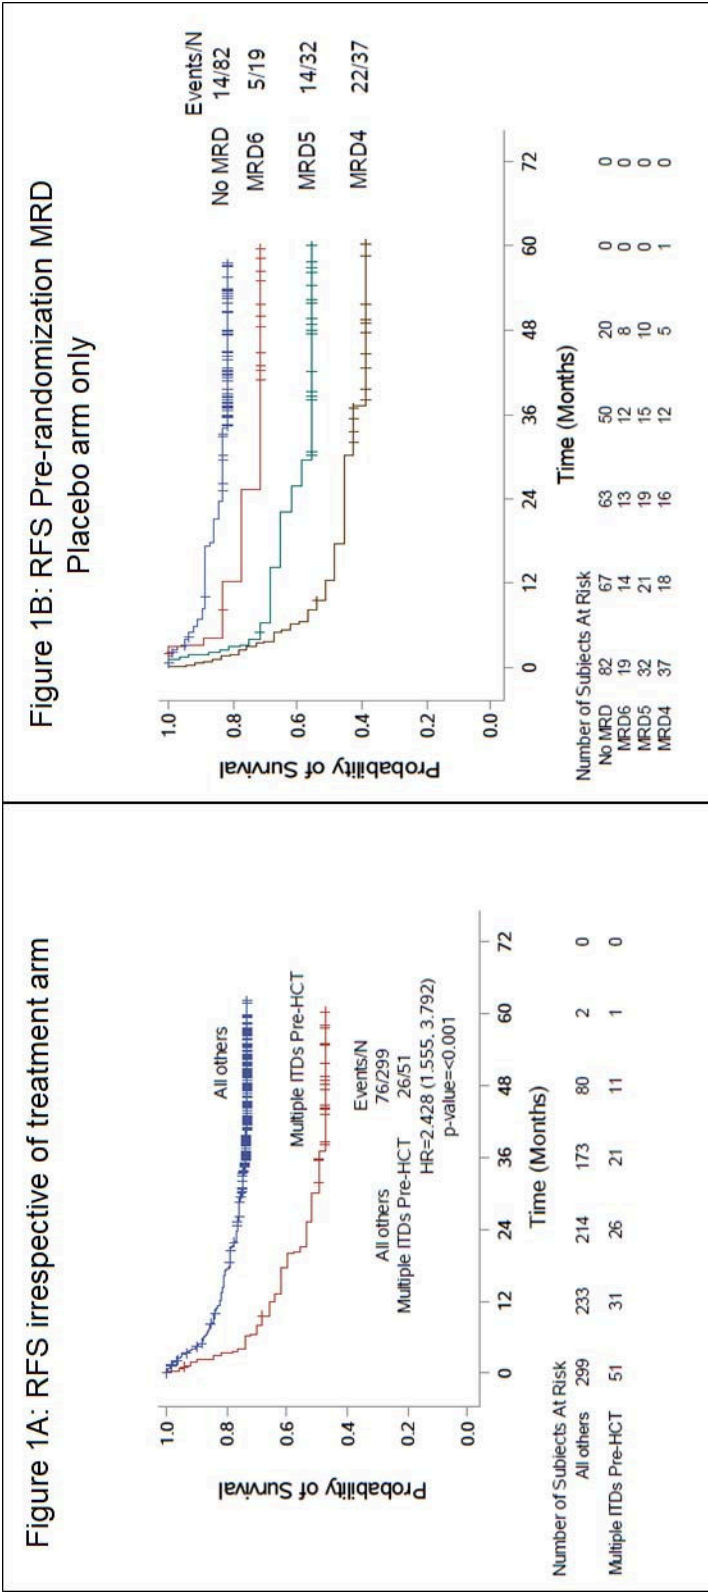 Figure 1A: RFS irrespective of treatment arm
Probability of Survival
1.0
0.8
0.6
0.4
0.2
0.0
All others
Multiple ITDs Pre-HCT
Events/N
All others 76/299
Multiple ITDs Pre-HCT 26/51
HR=2.428 (1.555, 3.792)
p-value=<0.001
0 12 24 36 48 60 72
Time (Months)
Number of Subjects At Risk
All others 299 233 214 173 80 2 0
Multiple ITDs Pre-HCT 51 31 26 21 11 1 0
Figure 1B: RFS Pre-randomization MRD
Placebo arm only
Probability of Survival
1.0
0.8
0.6
0.4
0.2
0.0
Events/N
No MRD 14/82
MRD6 5/19
MRD5 14/32
MRD4 22/37
0 12 24 36 48 60 72
Time (Months)
Number of Subjects At Risk
No MRD 82 67 63 50 20 0 0
MRD6 19 14 13 12 8 0 0
MRD5 32 21 19 15 10 0 0
MRD4 37 18 16 12 5 1 0